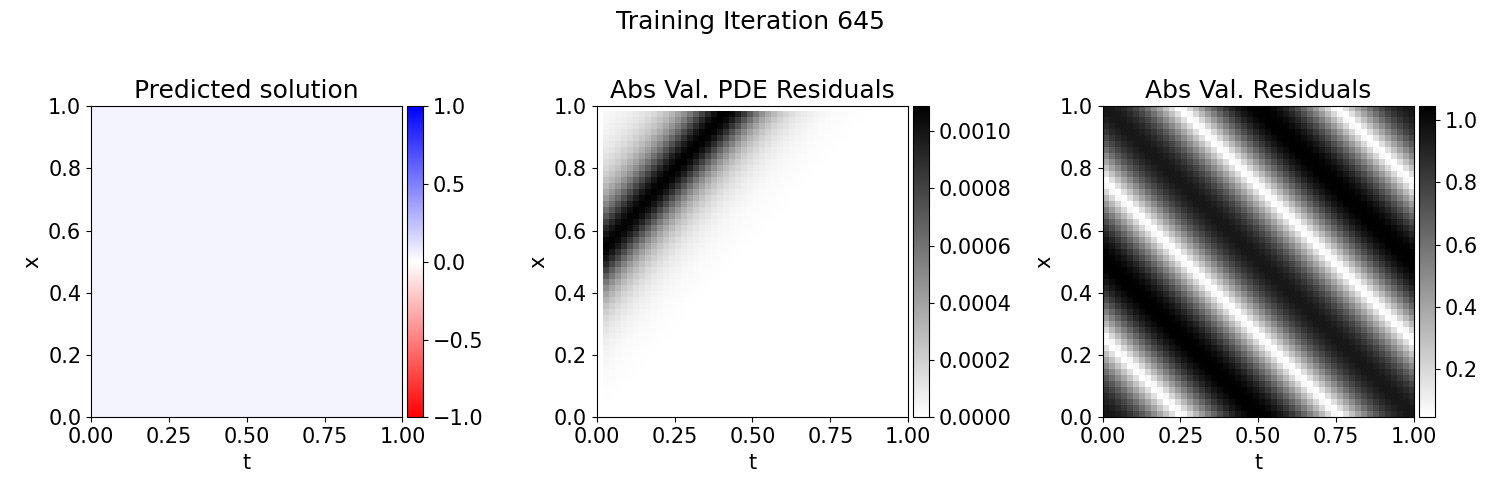 Training Iteration 645
Predicted solution
Abs Val. PDE Residuals
Abs Val. Residuals
1.0
0.8
0.6
0.4
0.2
0.0
x
0.00 0.25 0.50 0.75 1.00
t
1.0
0.5
0.0
−0.5
−1.0
1.0
0.8
0.6
0.4
0.2
0.0
x
0.00 0.25 0.50 0.75 1.00
t
0.0010
0.0008
0.0006
0.0004
0.0002
0.0000
1.0
0.8
0.6
0.4
0.2
0.0
x
0.00 0.25 0.50 0.75 1.00
t
1.0
0.8
0.6
0.4
0.2